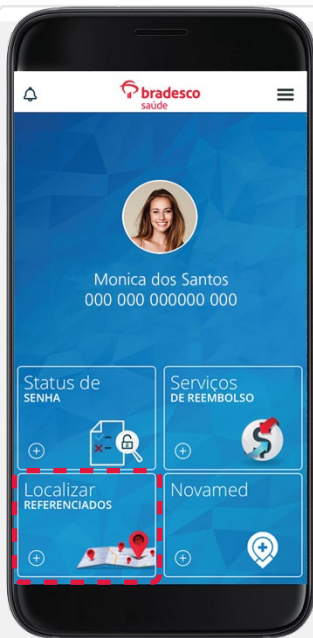 bradesco
saúde
Monica dos Santos
000 000 000000 000
Status de
SENHA
Serviços
DE REEMBOLSO
Localizar
REFERENCIADOS
Novamed